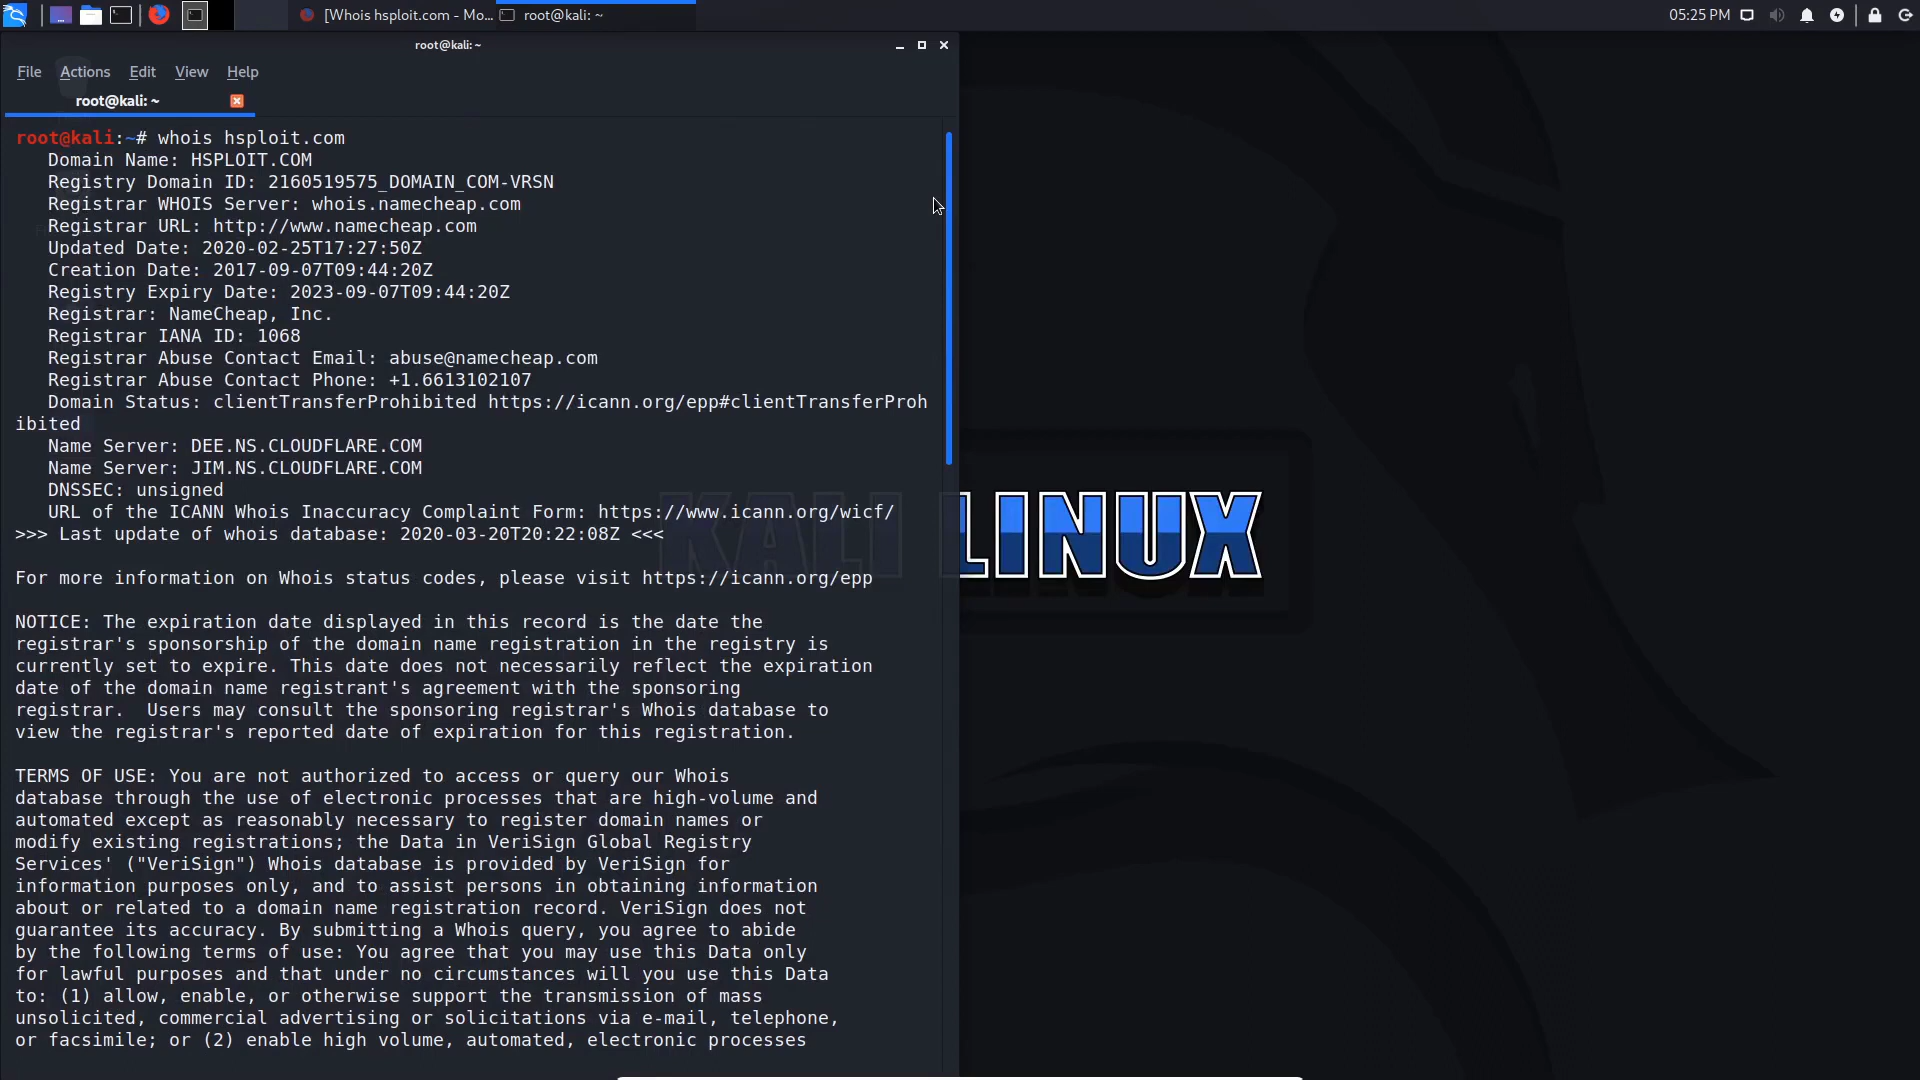 [Whois hsploit.com - Mo...
root@kali: ~
05:25 PM
root@kali: ~
File Actions Edit View Help
root@kali: ~
root@kali:~# whois hsploit.com
Domain Name: HSPLOIT.COM
Registry Domain ID: 2160519575_DOMAIN_COM-VRSN
Registrar WHOIS Server: whois.namecheap.com
Registrar URL: http://www.namecheap.com
Updated Date: 2020-02-25T17:27:50Z
Creation Date: 2017-09-07T09:44:20Z
Registry Expiry Date: 2023-09-07T09:44:20Z
Registrar: NameCheap, Inc.
Registrar IANA ID: 1068
Registrar Abuse Contact Email: abuse@namecheap.com
Registrar Abuse Contact Phone: +1.6613102107
Domain Status: clientTransferProhibited https://icann.org/epp#clientTransferProh
ibited
Name Server: DEE.NS.CLOUDFLARE.COM
Name Server: JIM.NS.CLOUDFLARE.COM
DNSSEC: unsigned
URL of the ICANN Whois Inaccuracy Complaint Form: https://www.icann.org/wicf/
>>> Last update of whois database: 2020-03-20T20:22:08Z <<<
KALI LINUX
For more information on Whois status codes, please visit https://icann.org/epp
NOTICE: The expiration date displayed in this record is the date the
registrar's sponsorship of the domain name registration in the registry is
currently set to expire. This date does not necessarily reflect the expiration
date of the domain name registrant's agreement with the sponsoring
registrar.  Users may consult the sponsoring registrar's Whois database to
view the registrar's reported date of expiration for this registration.
TERMS OF USE: You are not authorized to access or query our Whois
database through the use of electronic processes that are high-volume and
automated except as reasonably necessary to register domain names or
modify existing registrations; the Data in VeriSign Global Registry
Services' ("VeriSign") Whois database is provided by VeriSign for
information purposes only, and to assist persons in obtaining information
about or related to a domain name registration record. VeriSign does not
guarantee its accuracy. By submitting a Whois query, you agree to abide
by the following terms of use: You agree that you may use this Data only
for lawful purposes and that under no circumstances will you use this Data
to: (1) allow, enable, or otherwise support the transmission of mass
unsolicited, commercial advertising or solicitations via e-mail, telephone,
or facsimile; or (2) enable high volume, automated, electronic processes